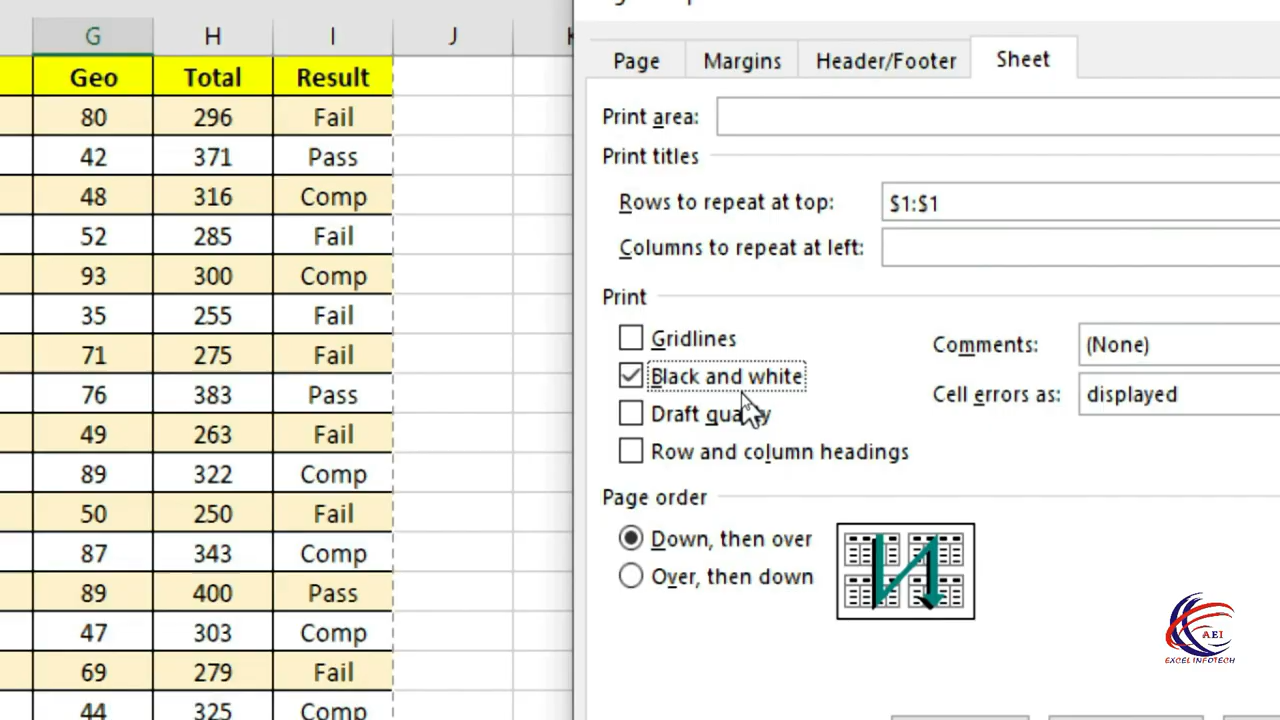 G H I J
Geo Total Result
80 296 Fail
42 371 Pass
48 316 Comp
52 285 Fail
93 300 Comp
35 255 Fail
71 275 Fail
76 383 Pass
49 263 Fail
89 322 Comp
50 250 Fail
87 343 Comp
89 400 Pass
47 303 Comp
69 279 Fail
44 325 Comp
Page Margins Header/Footer Sheet
Print area:
Print titles
Rows to repeat at top: $1:$1
Columns to repeat at left:
Print
Gridlines
Black and white
Draft quality
Row and column headings
Comments: (None)
Cell errors as: displayed
Page order
Down, then over
Over, then down
AEI
EXCEL INFOTECH